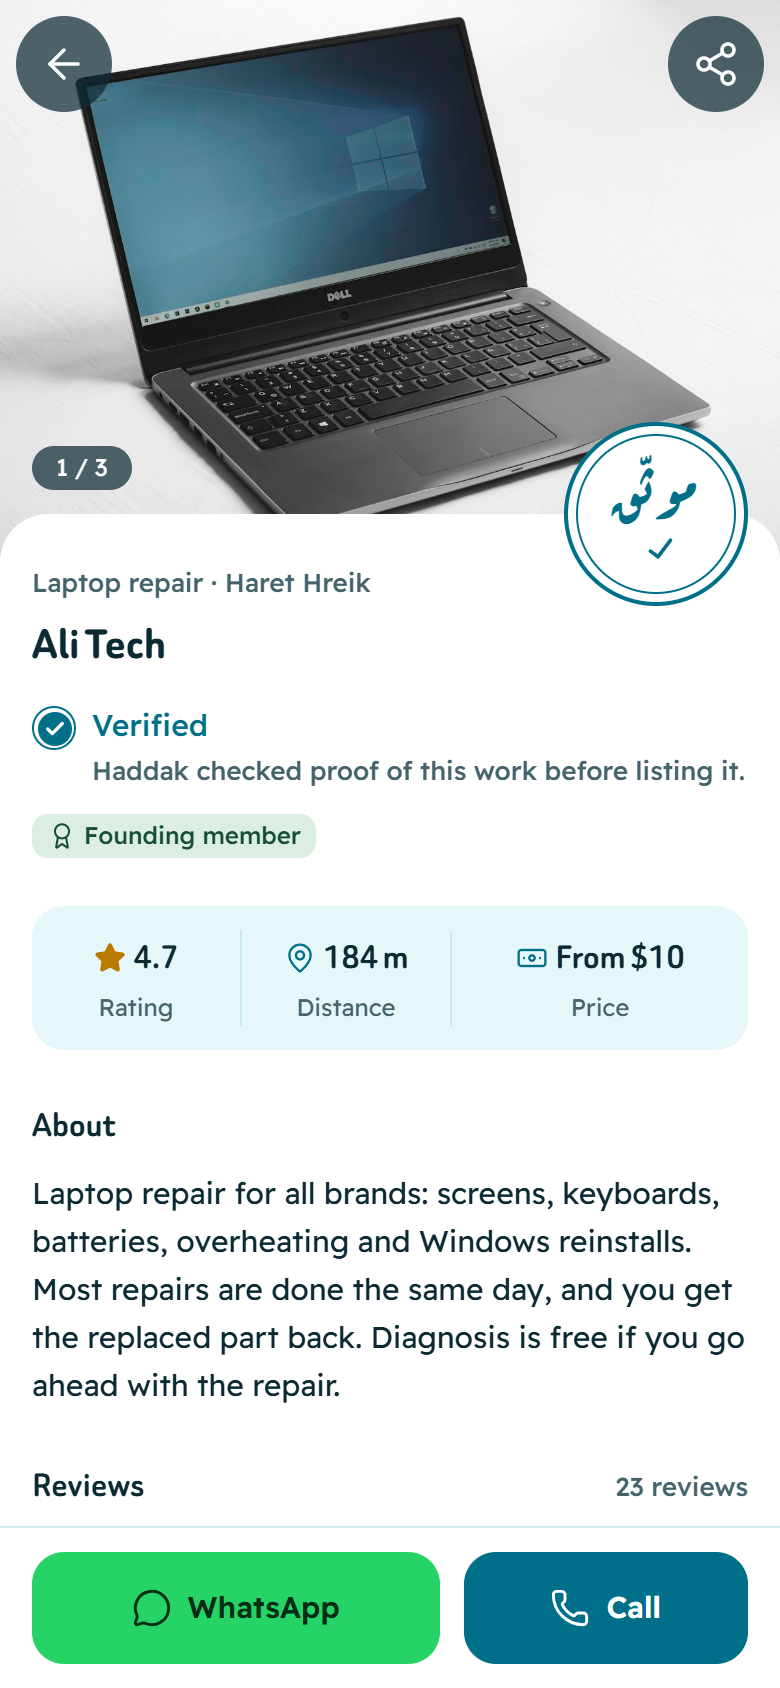 DELL
1 / 3
موثّق
Laptop repair · Haret Hreik
Ali Tech
Verified
Haddak checked proof of this work before listing it.
Founding member
4.7
Rating
184 m
Distance
From $10
Price
About
Laptop repair for all brands: screens, keyboards,
batteries, overheating and Windows reinstalls.
Most repairs are done the same day, and you get
the replaced part back. Diagnosis is free if you go
ahead with the repair.
Reviews
23 reviews
WhatsApp
Call